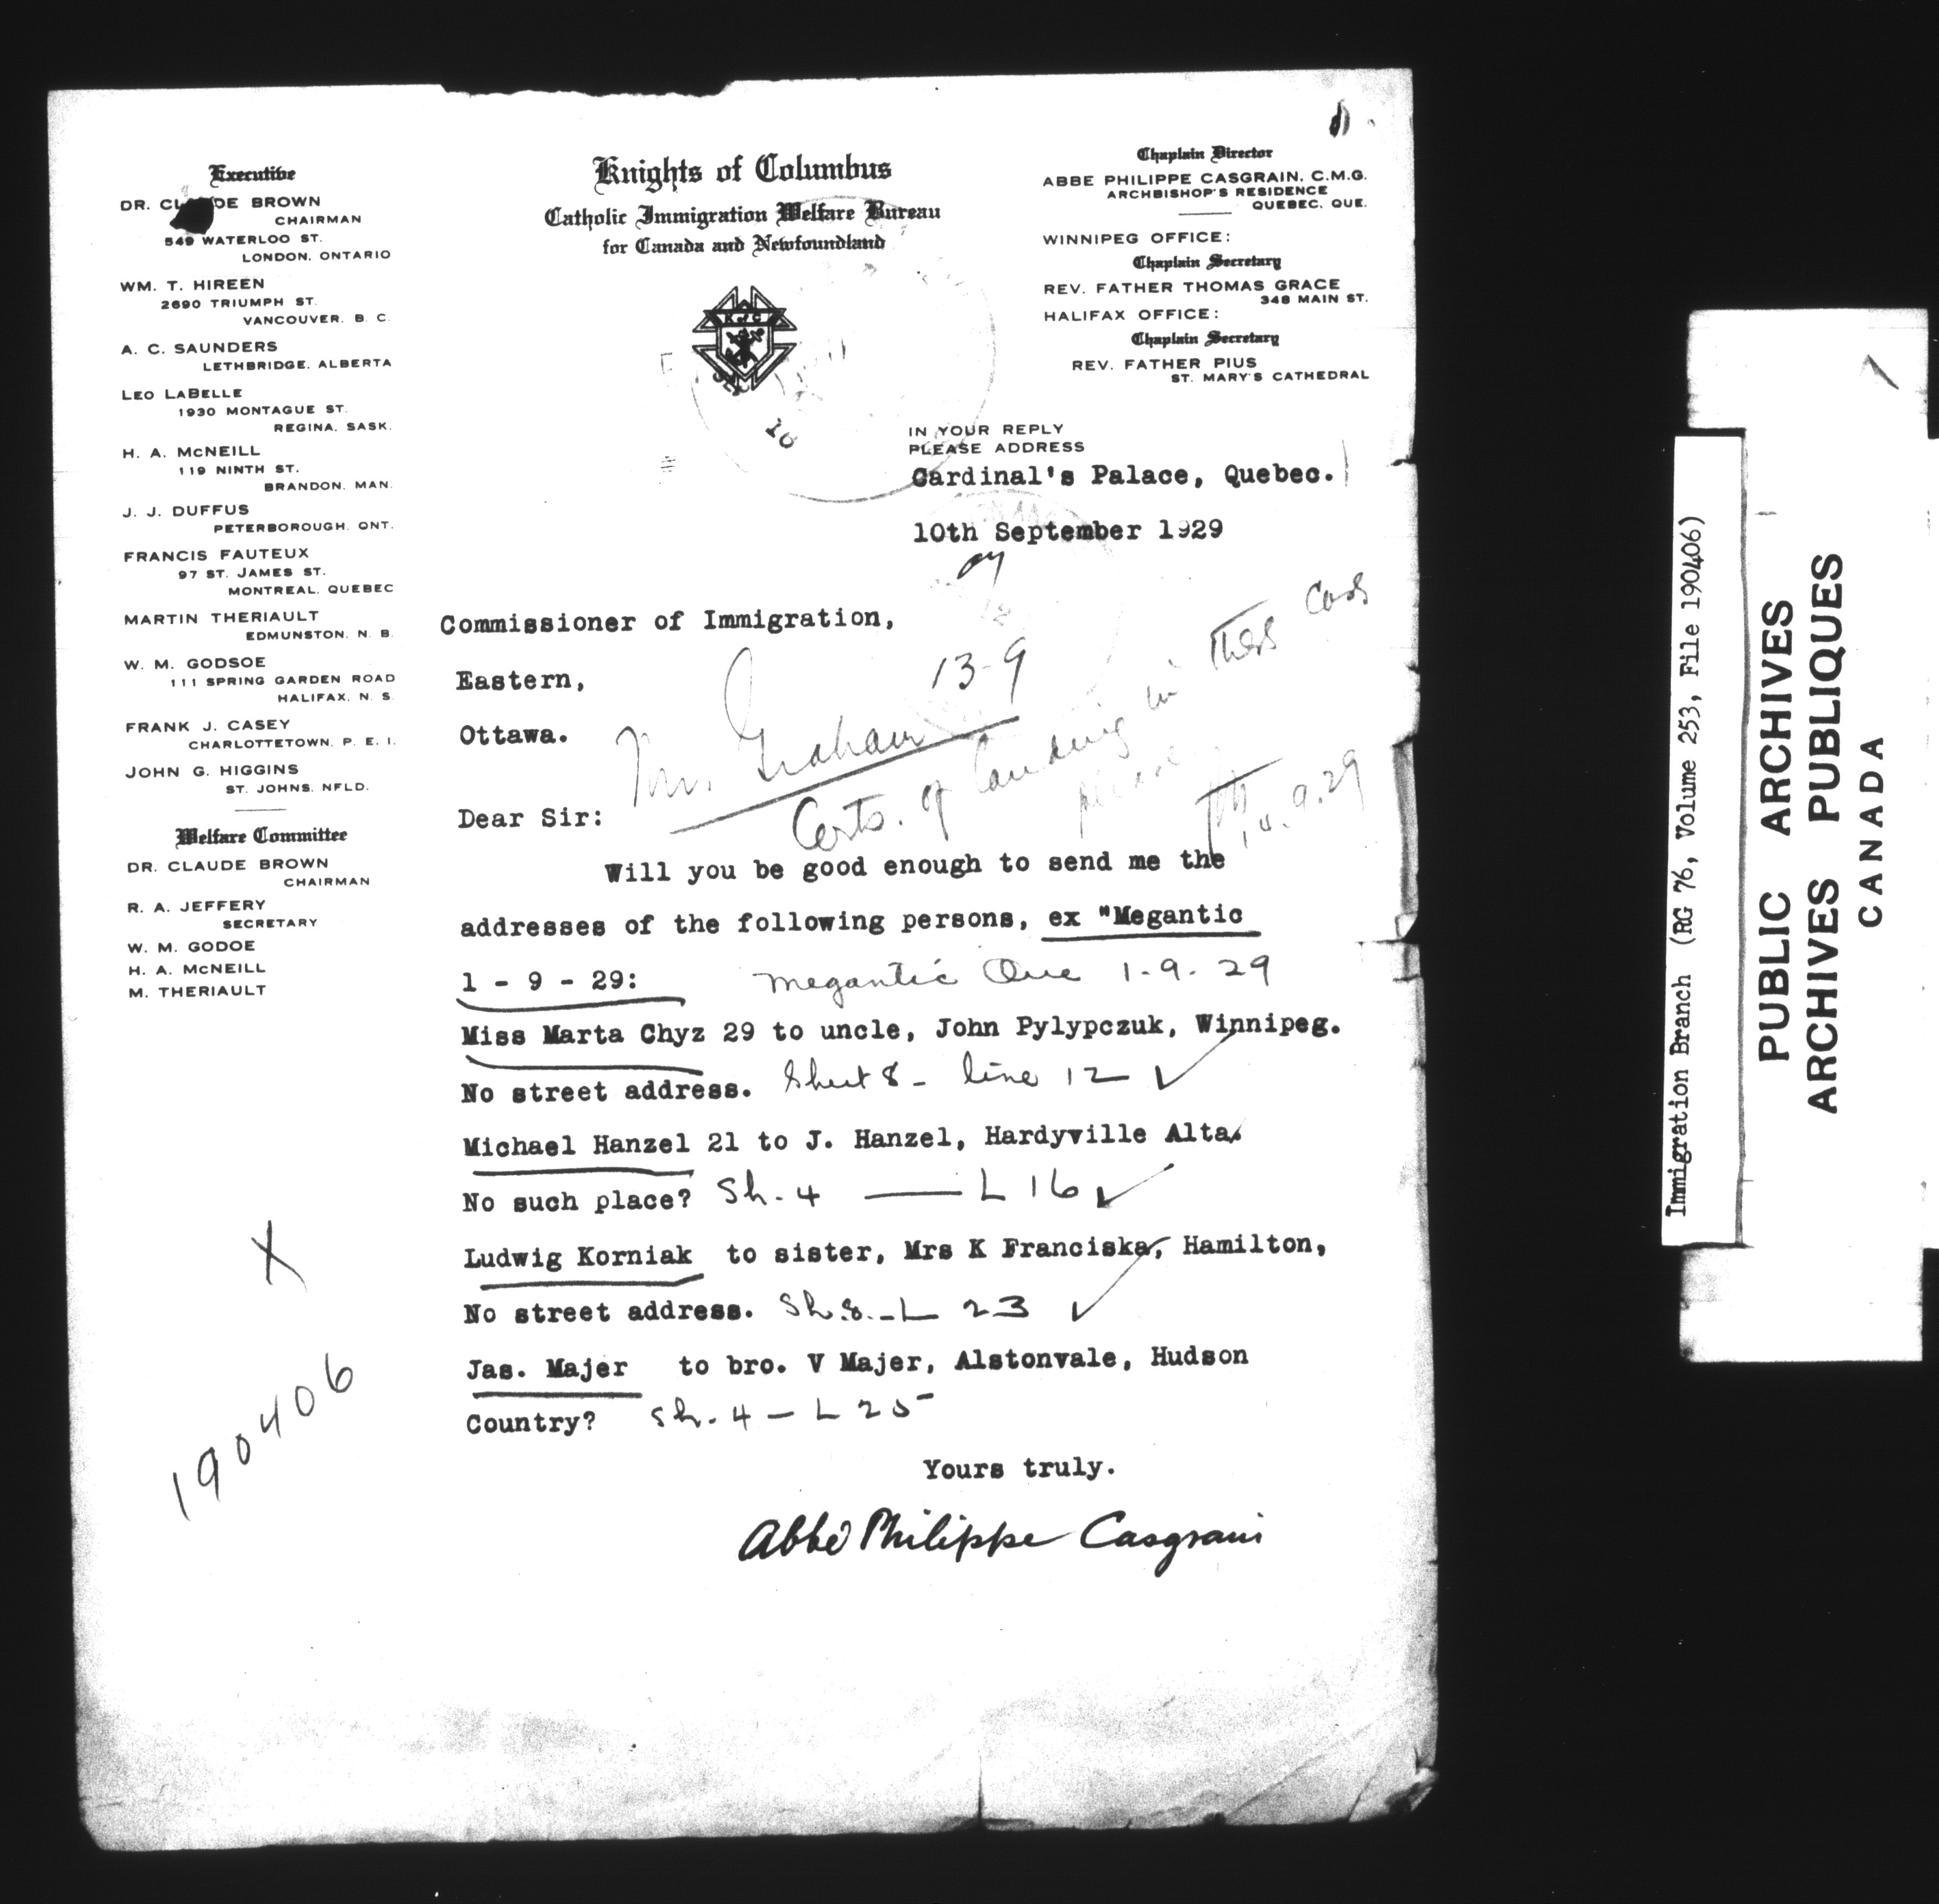 Executive
DR. CLAUDE BROWN
CHAIRMAN
549 WATERLOO ST.
LONDON, ONTARIO
WM. T. HIREEN
2690 TRIUMPH ST.
VANCOUVER, B. C.
A. C. SAUNDERS
LETHBRIDGE, ALBERTA
LEO LABELLE
1930 MONTAGUE ST.
REGINA, SASK.
H. A. MCNEILL
119 NINTH ST.
BRANDON, MAN.
J. J. DUFFUS
PETERBOROUGH, ONT.
FRANCIS FAUTEUX
97 ST. JAMES ST.
MONTREAL, QUEBEC
MARTIN THERIAULT
EDMUNSTON, N. B.
W. M. GODSOE
111 SPRING GARDEN ROAD
HALIFAX, N. S.
FRANK J. CASEY
CHARLOTTETOWN, P. E. I.
JOHN G. HIGGINS
ST. JOHNS, NFLD.
Welfare Committee
DR. CLAUDE BROWN
CHAIRMAN
R. A. JEFFERY
SECRETARY
W. M. GODOE
H. A. MCNEILL
M. THERIAULT
Knights of Columbus
Catholic Immigration Welfare Bureau
for Canada and Newfoundland
K of C
Chaplain Director
ABBE PHILIPPE CASGRAIN, C.M.G.
ARCHBISHOP'S RESIDENCE
QUEBEC, QUE.
WINNIPEG OFFICE:
Chaplain Secretary
REV. FATHER THOMAS GRACE
348 MAIN ST.
HALIFAX OFFICE:
Chaplain Secretary
REV. FATHER PIUS
ST. MARY'S CATHEDRAL
IN YOUR REPLY
PLEASE ADDRESS
Cardinal's Palace, Quebec.
10
10th September 1929
Commissioner of Immigration,
Eastern,
Ottawa.
13-9
Mr. Graham
Certs. of landing in these cases
please
9.29
Dear Sir:
Will you be good enough to send me the
addresses of the following persons, ex "Megantic
1 - 9 - 29: Megantic Que 1-9-29
Miss Marta Chyz 29 to uncle, John Pylypczuk, Winnipeg.
No street address. Sheet 8 - line 12 ✓
Michael Hanzel 21 to J. Hanzel, Hardyville Alta.
No such place? Sh. 4 — L 16 ✓
Ludwig Korniak to sister, Mrs K Franciska, Hamilton,
No street address. Sh. 8. - L 23 ✓
Jas. Majer to bro. V Majer, Alstonvale, Hudson
Country? Sh. 4 - L 25
Yours truly.
Abbé Philippe Casgrain
X
190406
Immigration Branch (RG 76, Volume 253, File 190406)
PUBLIC ARCHIVES
ARCHIVES PUBLIQUES
CANADA